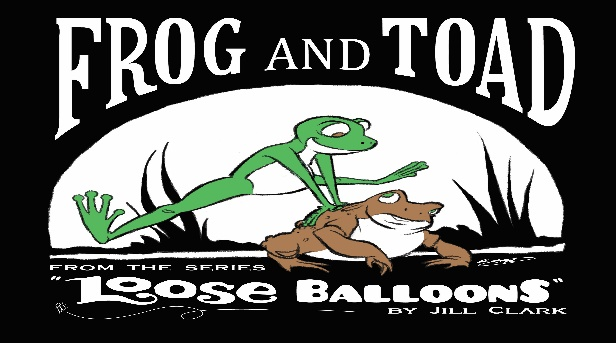 FROG AND TOAD
FROM THE SERIES
"LOOSE BALLOONS"
BY JILL CLARK